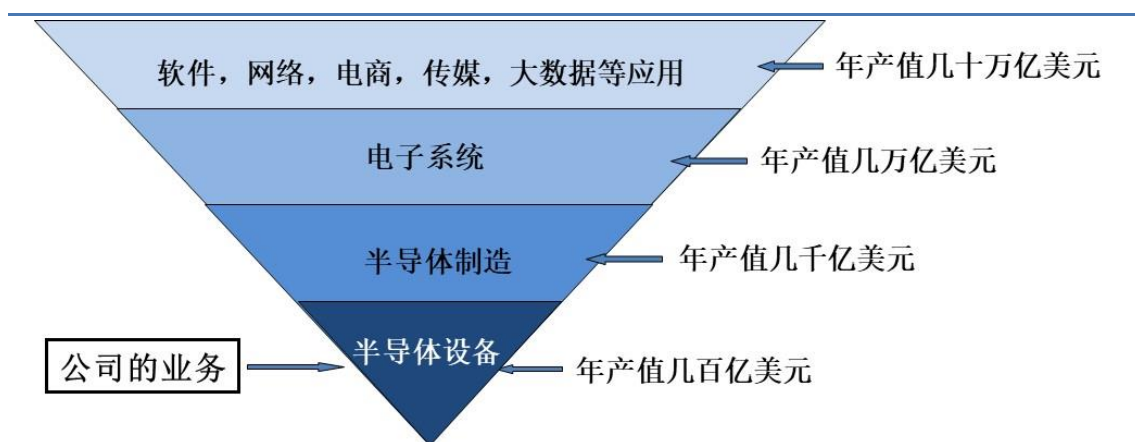 软件，网络，电商，传媒，大数据等应用
年产值几十万亿美元
电子系统
年产值几万亿美元
半导体制造
年产值几千亿美元
半导体设备
公司的业务
年产值几百亿美元